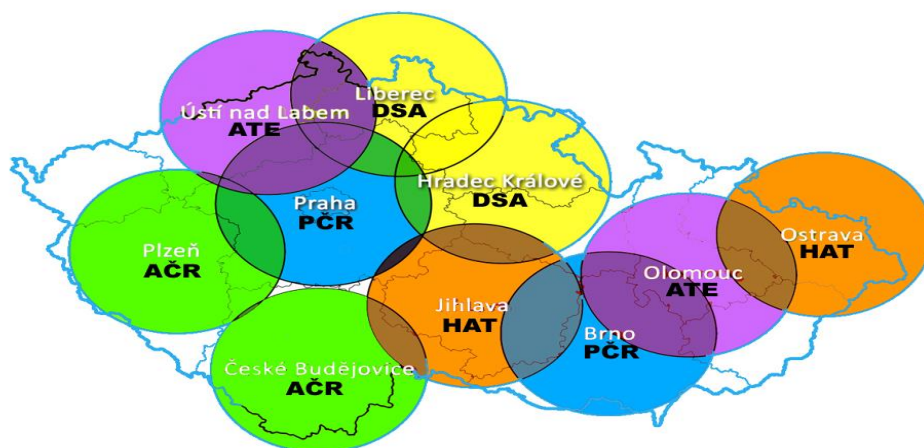 Liberec
DSA
Ústí nad Labem
ATE
Hradec Králové
DSA
Praha
PČR
Plzeň
AČR
Ostrava
HAT
Olomouc
ATE
Jihlava
HAT
Brno
PČR
České Budějovice
AČR